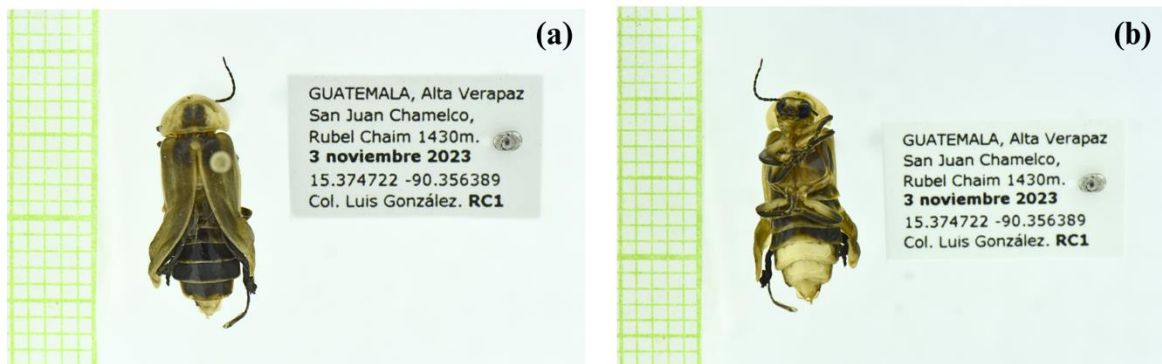 (a)
GUATEMALA, Alta Verapaz
San Juan Chamelco,
Rubel Chaim 1430m.
3 noviembre 2023
15.374722 -90.356389
Col. Luis González. RC1
(b)
GUATEMALA, Alta Verapaz
San Juan Chamelco,
Rubel Chaim 1430m.
3 noviembre 2023
15.374722 -90.356389
Col. Luis González. RC1